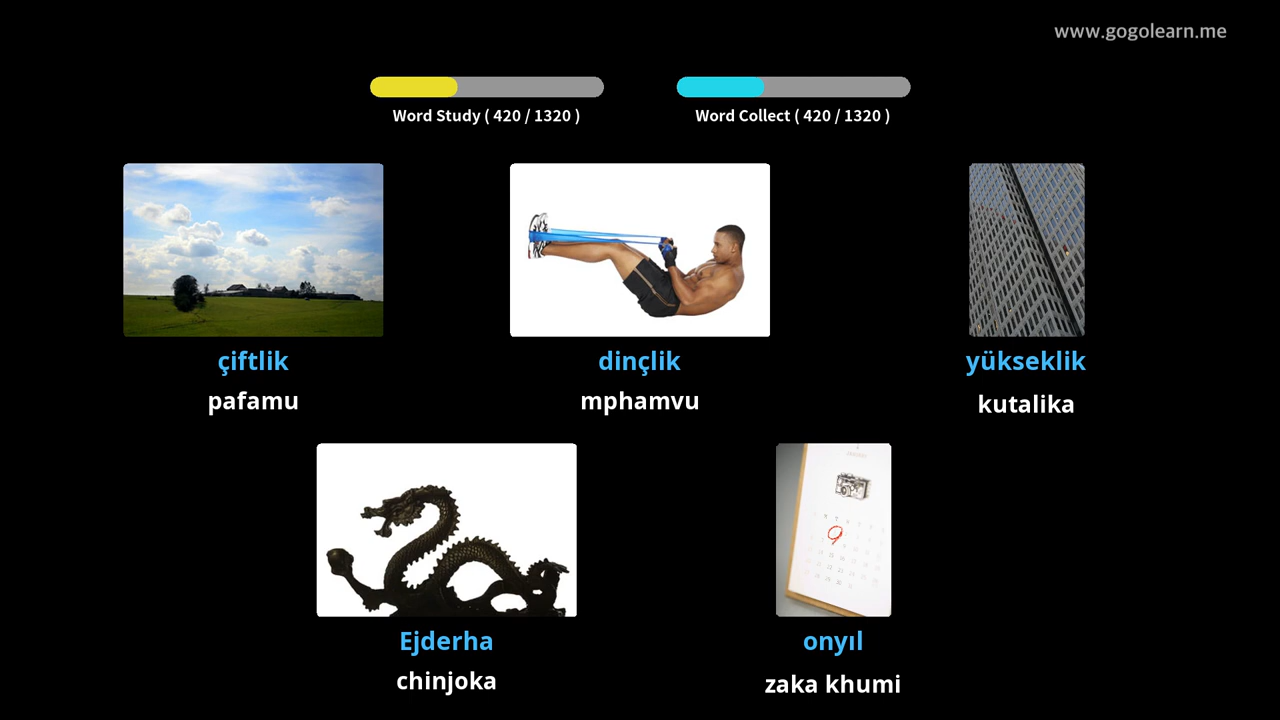 www.gogolearn.me
Word Study ( 420 / 1320 )
Word Collect ( 420 / 1320 )
çiftlik
pafamu
dinçlik
mphamvu
yükseklik
kutalika
Ejderha
chinjoka
onyıl
zaka khumi